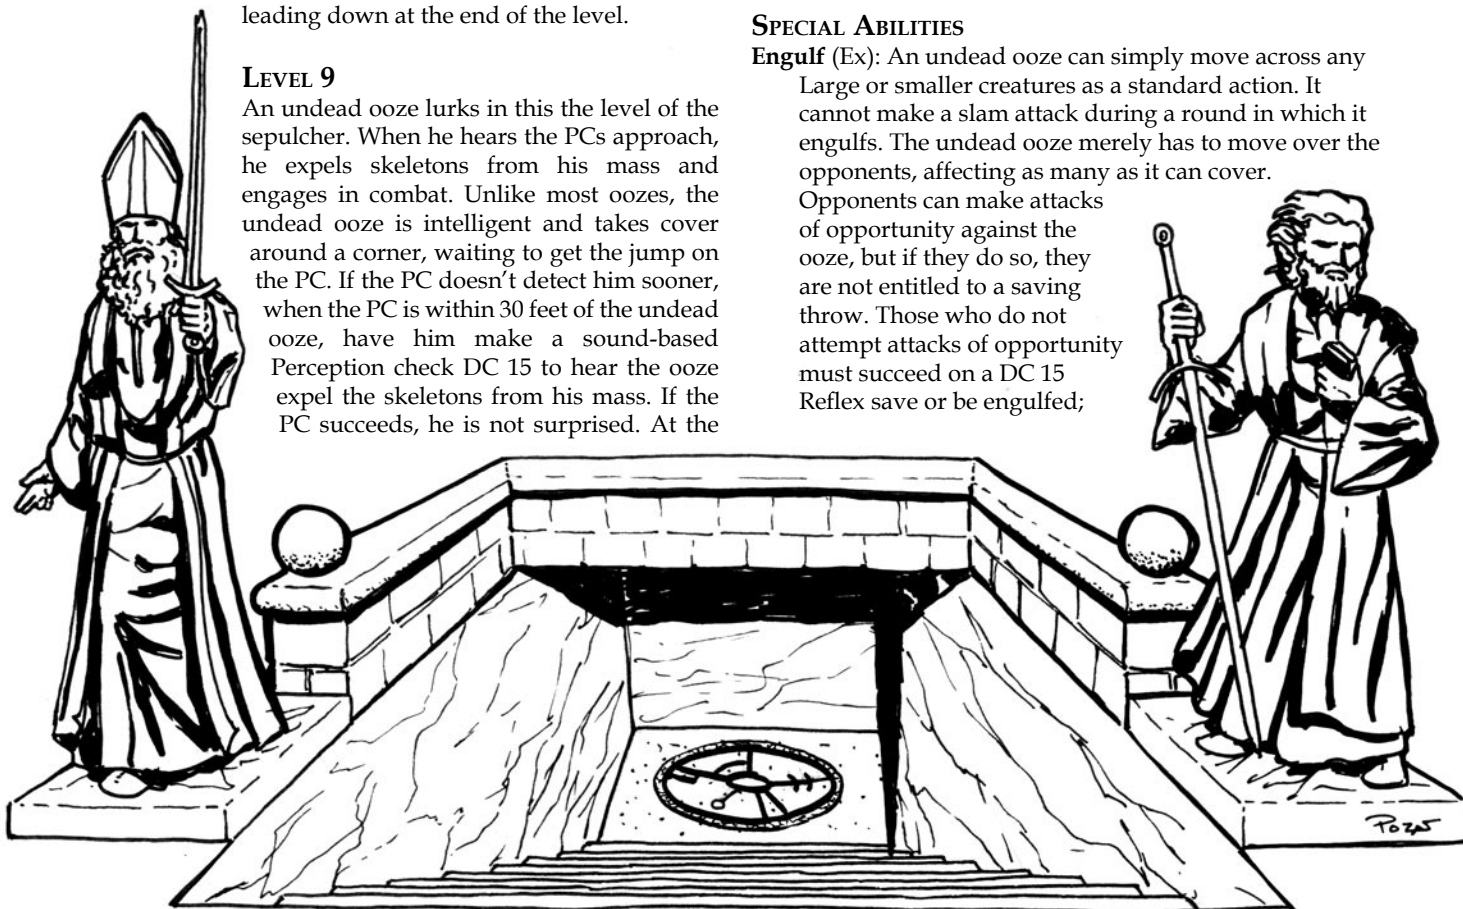 leading down at the end of the level.
Level 9
An undead ooze lurks in this the level of the
sepulcher. When he hears the PCs approach,
he expels skeletons from his mass and
engages in combat. Unlike most oozes, the
undead ooze is intelligent and takes cover
around a corner, waiting to get the jump on
the PC. If the PC doesn’t detect him sooner,
when the PC is within 30 feet of the undead
ooze, have him make a sound-based
Perception check DC 15 to hear the ooze
expel the skeletons from his mass. If the
PC succeeds, he is not surprised. At the
Special Abilities
Engulf (Ex): An undead ooze can simply move across any
Large or smaller creatures as a standard action. It
cannot make a slam attack during a round in which it
engulfs. The undead ooze merely has to move over the
opponents, affecting as many as it can cover.
Opponents can make attacks
of opportunity against the
ooze, but if they do so, they
are not entitled to a saving
throw. Those who do not
attempt attacks of opportunity
must succeed on a DC 15
Reflex save or be engulfed;